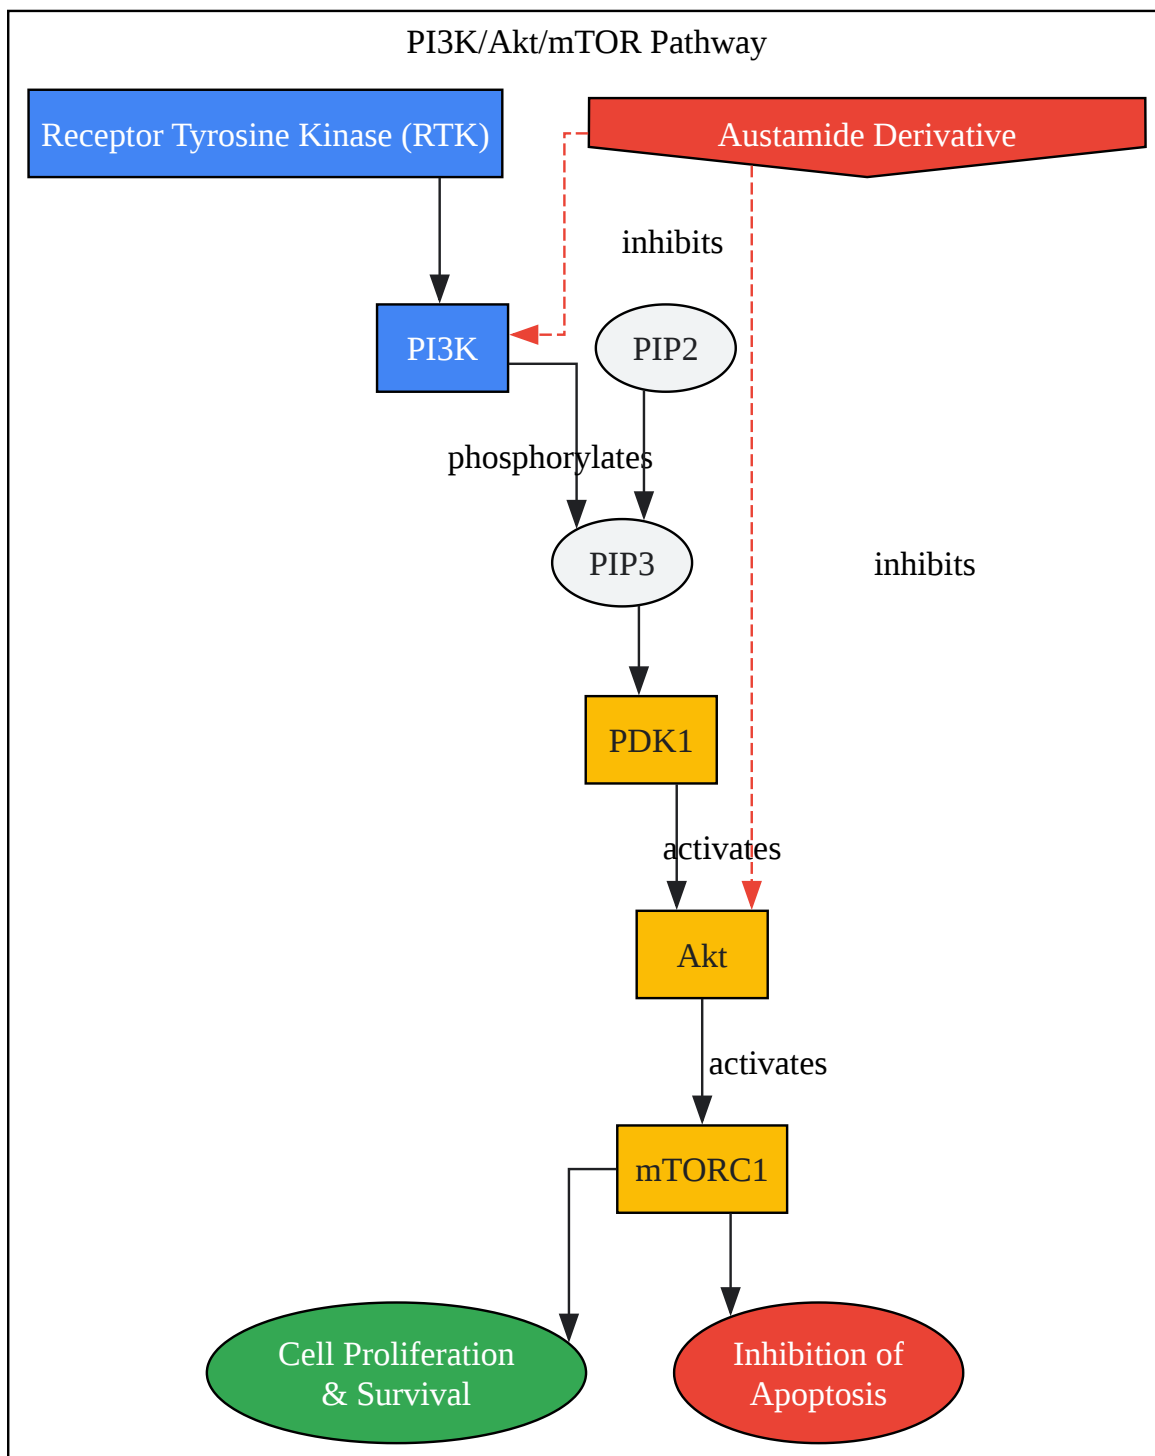 PI3K/Akt/mTOR Pathway
Receptor Tyrosine Kinase (RTK)
Austamide Derivative
inhibits
PI3K
PIP2
phosphorylates
PIP3
inhibits
PDK1
activates
Akt
activates
mTORC1
Cell Proliferation
& Survival
Inhibition of
Apoptosis